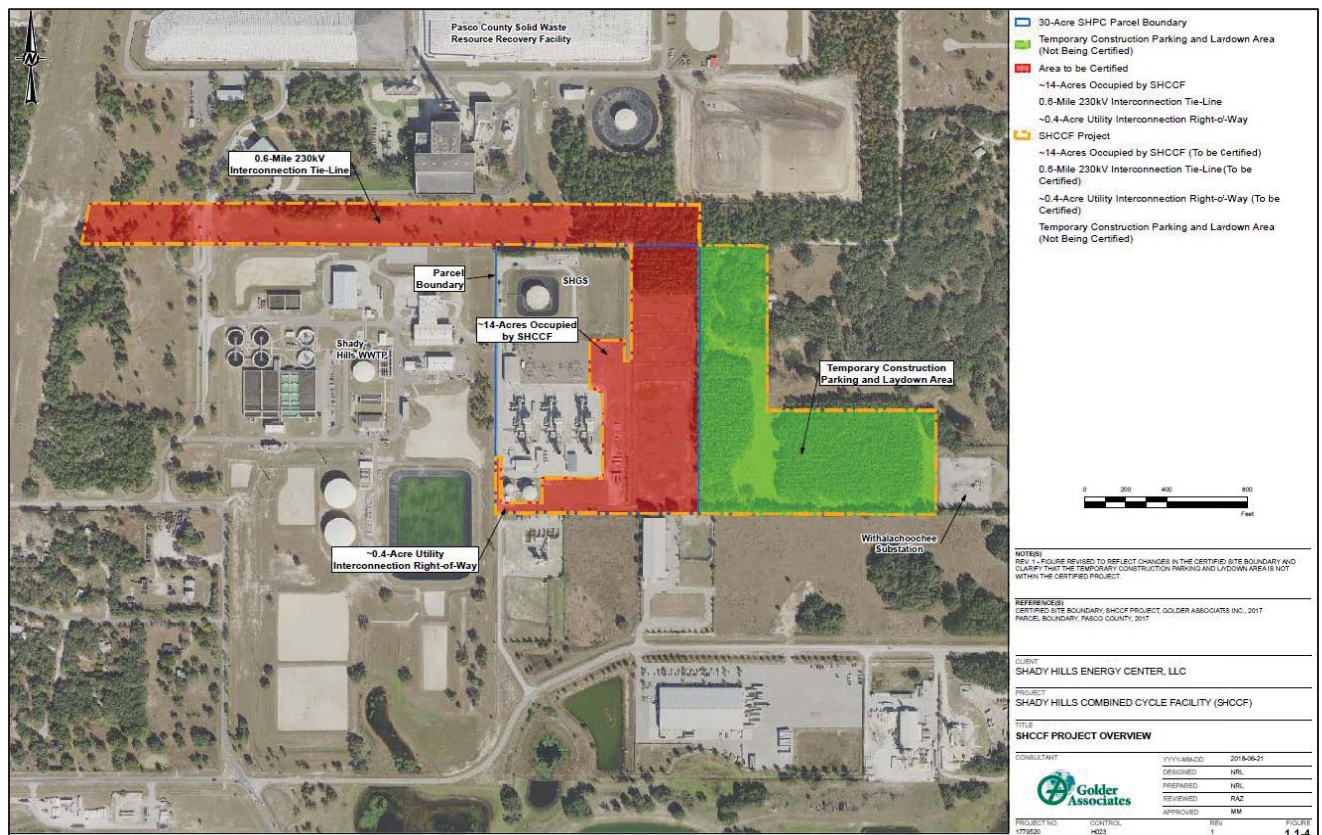 N
Pasco County Solid Waste
Resource Recovery Facility
0.6-Mile 230kV
Interconnection Tie-Line
Parcel
Boundary
SHGS
~14-Acres Occupied
by SHCCF
Shady
Hills WWTP
Temporary Construction
Parking and Laydown Area
~0.4-Acre Utility
Interconnection Right-of-Way
Withalachoochee
Substation
30-Acre SHPC Parcel Boundary
Temporary Construction Parking and Laydown Area
(Not Being Certified)
Area to be Certified
~14-Acres Occupied by SHCCF
0.6-Mile 230kV Interconnection Tie-Line
~0.4-Acre Utility Interconnection Right-of-Way
SHCCF Project
~14-Acres Occupied by SHCCF (To be Certified)
0.6-Mile 230kV Interconnection Tie-Line (To be
Certified)
~0.4-Acre Utility Interconnection Right-of-Way (To be
Certified)
Temporary Construction Parking and Laydown Area
(Not Being Certified)
0 200 400 800
Feet
NOTE(S)
REV. 1 - FIGURE REVISED TO REFLECT CHANGES IN THE CERTIFIED SITE BOUNDARY AND
CLARIFY THAT THE TEMPORARY CONSTRUCTION PARKING AND LAYDOWN AREA IS NOT
WITHIN THE CERTIFIED PROJECT.
REFERENCE(S)
CERTIFIED SITE BOUNDARY, SHCCF PROJECT, GOLDER ASSOCIATES INC., 2017
PARCEL BOUNDARY, PASCO COUNTY, 2017
CLIENT
SHADY HILLS ENERGY CENTER, LLC
PROJECT
SHADY HILLS COMBINED CYCLE FACILITY (SHCCF)
TITLE
SHCCF PROJECT OVERVIEW
CONSULTANT
Golder
Associates
YYYY-MM-DD 2018-06-21
DESIGNED NRL
PREPARED NRL
REVIEWED RAZ
APPROVED MM
PROJECT NO. CONTROL REV FIGURE
1779520 H023 1 1.1-4